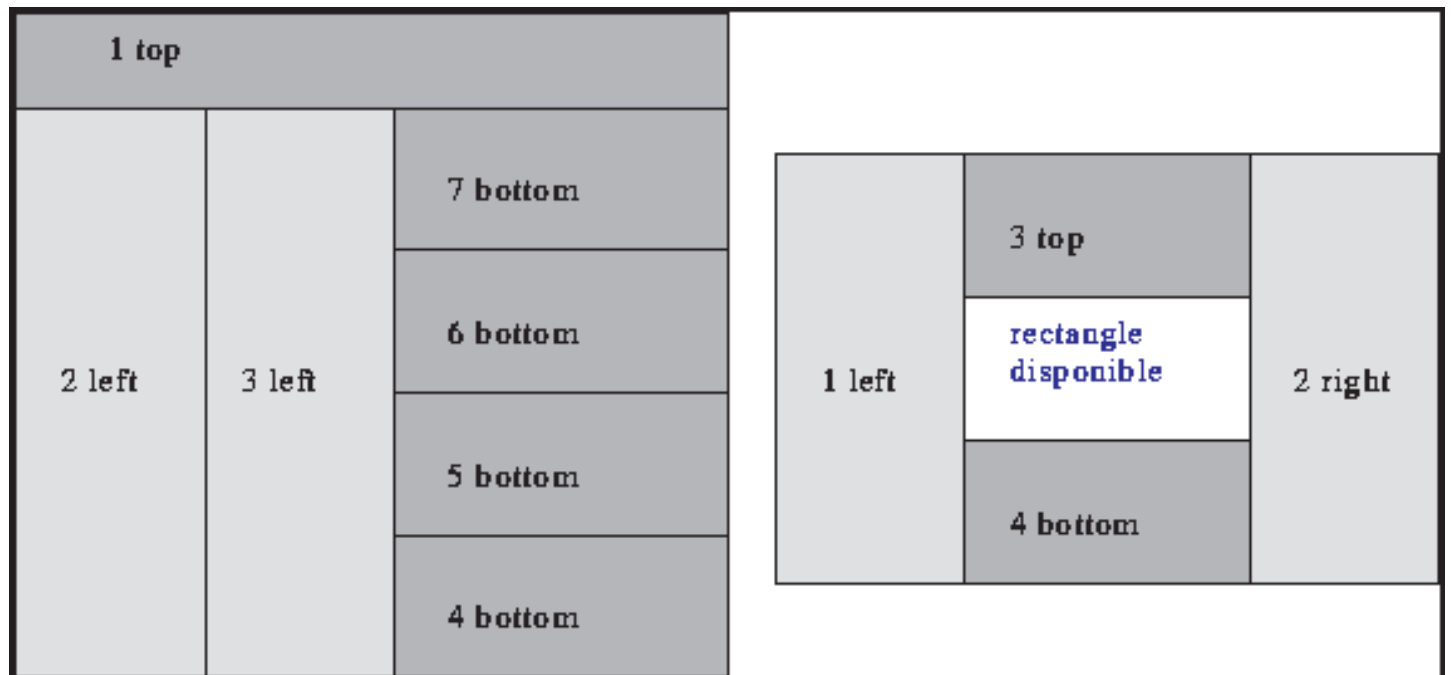 1 top
7 bottom
6 bottom
2 left
3 left
5 bottom
4 bottom
3 top
rectangle
disponible
1 left
2 right
4 bottom